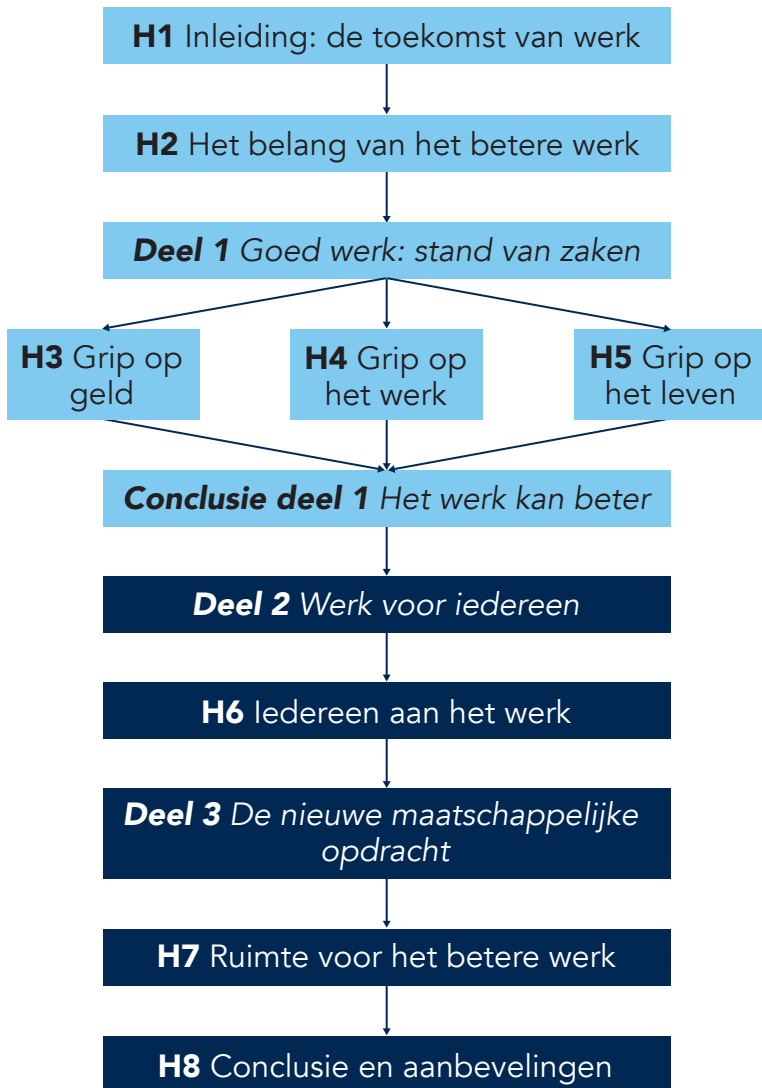 H1 Inleiding: de toekomst van werk
H2 Het belang van het betere werk
Deel 1 Goed werk: stand van zaken
H3 Grip op
geld
H4 Grip op
het werk
H5 Grip op
het leven
Conclusie deel 1 Het werk kan beter
Deel 2 Werk voor iedereen
H6 Iedereen aan het werk
Deel 3 De nieuwe maatschappelijke
opdracht
H7 Ruimte voor het betere werk
H8 Conclusie en aanbevelingen